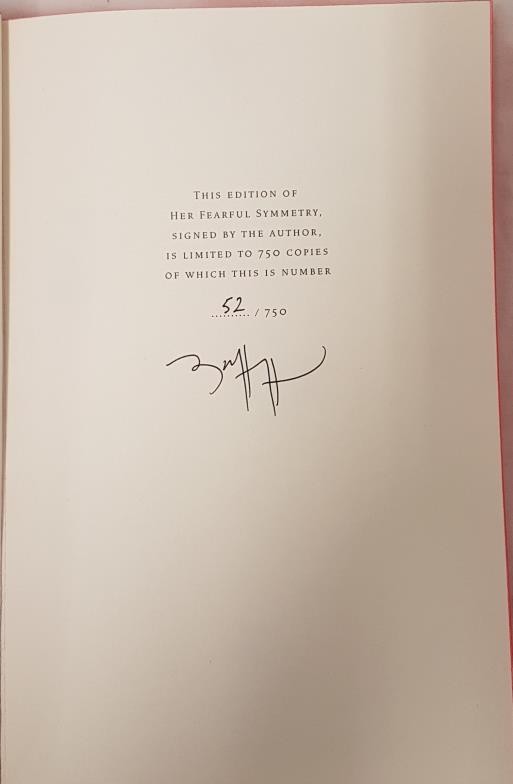 This edition of
Her Fearful Symmetry,
signed by the author,
is limited to 750 copies
of which this is number
52 / 750